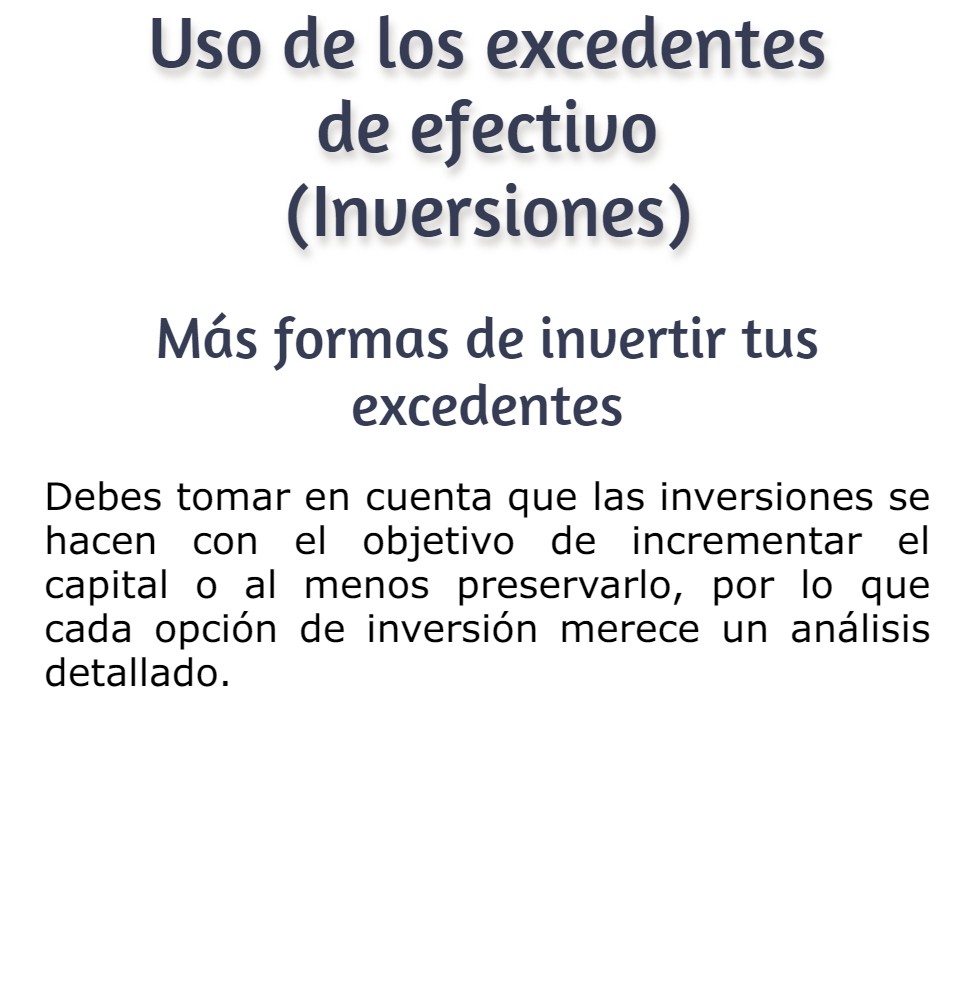 Uso de los excedentes
de efectivo
(Inversiones)
Más formas de invertir tus
excedentes
Debes tomar en cuenta que las inversiones se
hacen con el objetivo de incrementar el
capital o al menos preservarlo, por lo que
cada opción de inversión merece un análisis
detallado.